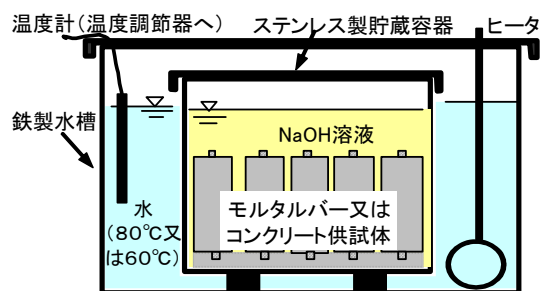 温度計(温度調節器へ)
ステンレス製貯蔵容器
ヒータ
鉄製水槽
NaOH溶液
水
(80℃又
は60℃)
モルタルバー又は
コンクリート供試体